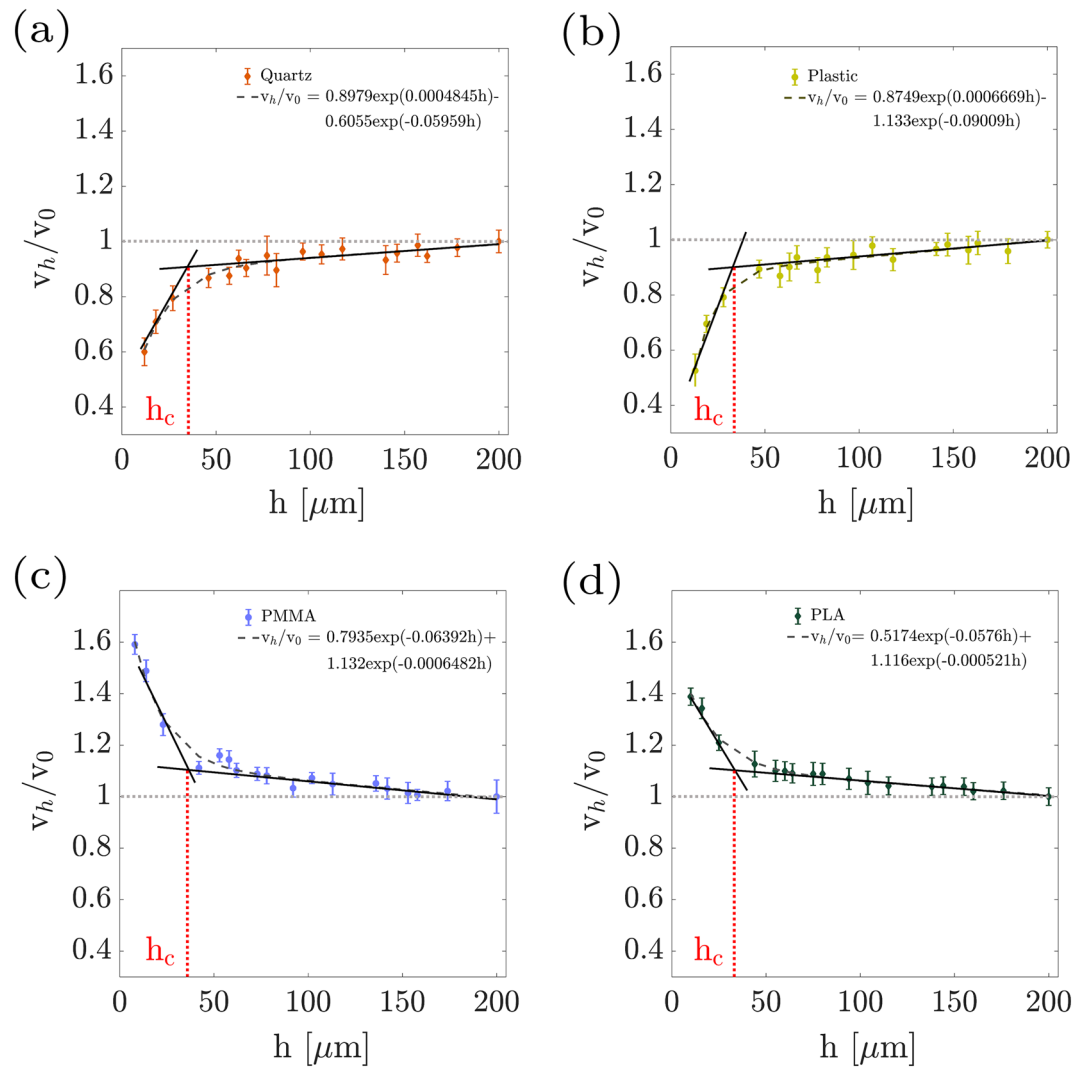 (a)
1.6
1.4
1.2
1
0.8
0.6
0.4
v_h/v_0
Quartz
v_h/v_0 = 0.8979exp(0.0004845h)-
0.6055exp(-0.05959h)
h_c
0 50 100 150 200
h [μm]
(b)
1.6
1.4
1.2
1
0.8
0.6
0.4
v_h/v_0
Plastic
v_h/v_0 = 0.8749exp(0.0006669h)-
1.133exp(-0.09009h)
h_c
0 50 100 150 200
h [μm]
(c)
1.6
1.4
1.2
1
0.8
0.6
0.4
v_h/v_0
PMMA
v_h/v_0 = 0.7935exp(-0.06392h)+
1.132exp(-0.0006482h)
h_c
0 50 100 150 200
h [μm]
(d)
1.6
1.4
1.2
1
0.8
0.6
0.4
v_h/v_0
PLA
v_h/v_0= 0.5174exp(-0.0576h)+
1.116exp(-0.000521h)
h_c
0 50 100 150 200
h [μm]